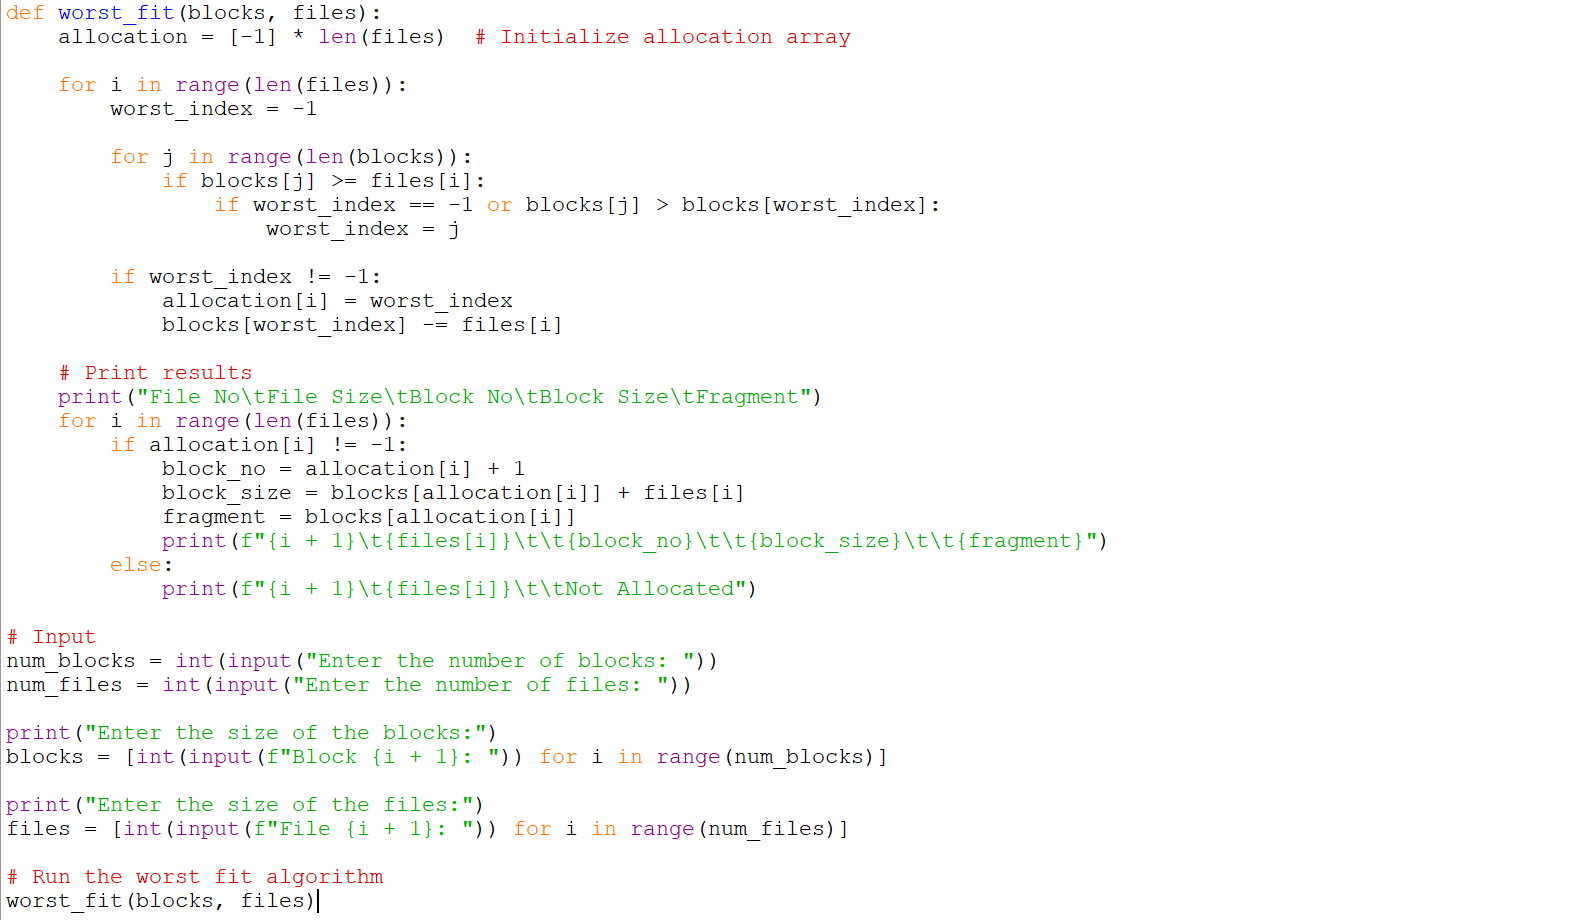 def worst_fit(blocks, files):
    allocation = [-1] * len(files)  # Initialize allocation array

    for i in range(len(files)):
        worst_index = -1

        for j in range(len(blocks)):
            if blocks[j] >= files[i]:
                if worst_index == -1 or blocks[j] > blocks[worst_index]:
                    worst_index = j

        if worst_index != -1:
            allocation[i] = worst_index
            blocks[worst_index] -= files[i]

    # Print results
    print("File No\tFile Size\tBlock No\tBlock Size\tFragment")
    for i in range(len(files)):
        if allocation[i] != -1:
            block_no = allocation[i] + 1
            block_size = blocks[allocation[i]] + files[i]
            fragment = blocks[allocation[i]]
            print(f"{i + 1}\t{files[i]}\t\t{block_no}\t\t{block_size}\t\t{fragment}")
        else:
            print(f"{i + 1}\t{files[i]}\t\tNot Allocated")

# Input
num_blocks = int(input("Enter the number of blocks: "))
num_files = int(input("Enter the number of files: "))

print("Enter the size of the blocks:")
blocks = [int(input(f"Block {i + 1}: ")) for i in range(num_blocks)]

print("Enter the size of the files:")
files = [int(input(f"File {i + 1}: ")) for i in range(num_files)]

# Run the worst fit algorithm
worst_fit(blocks, files)